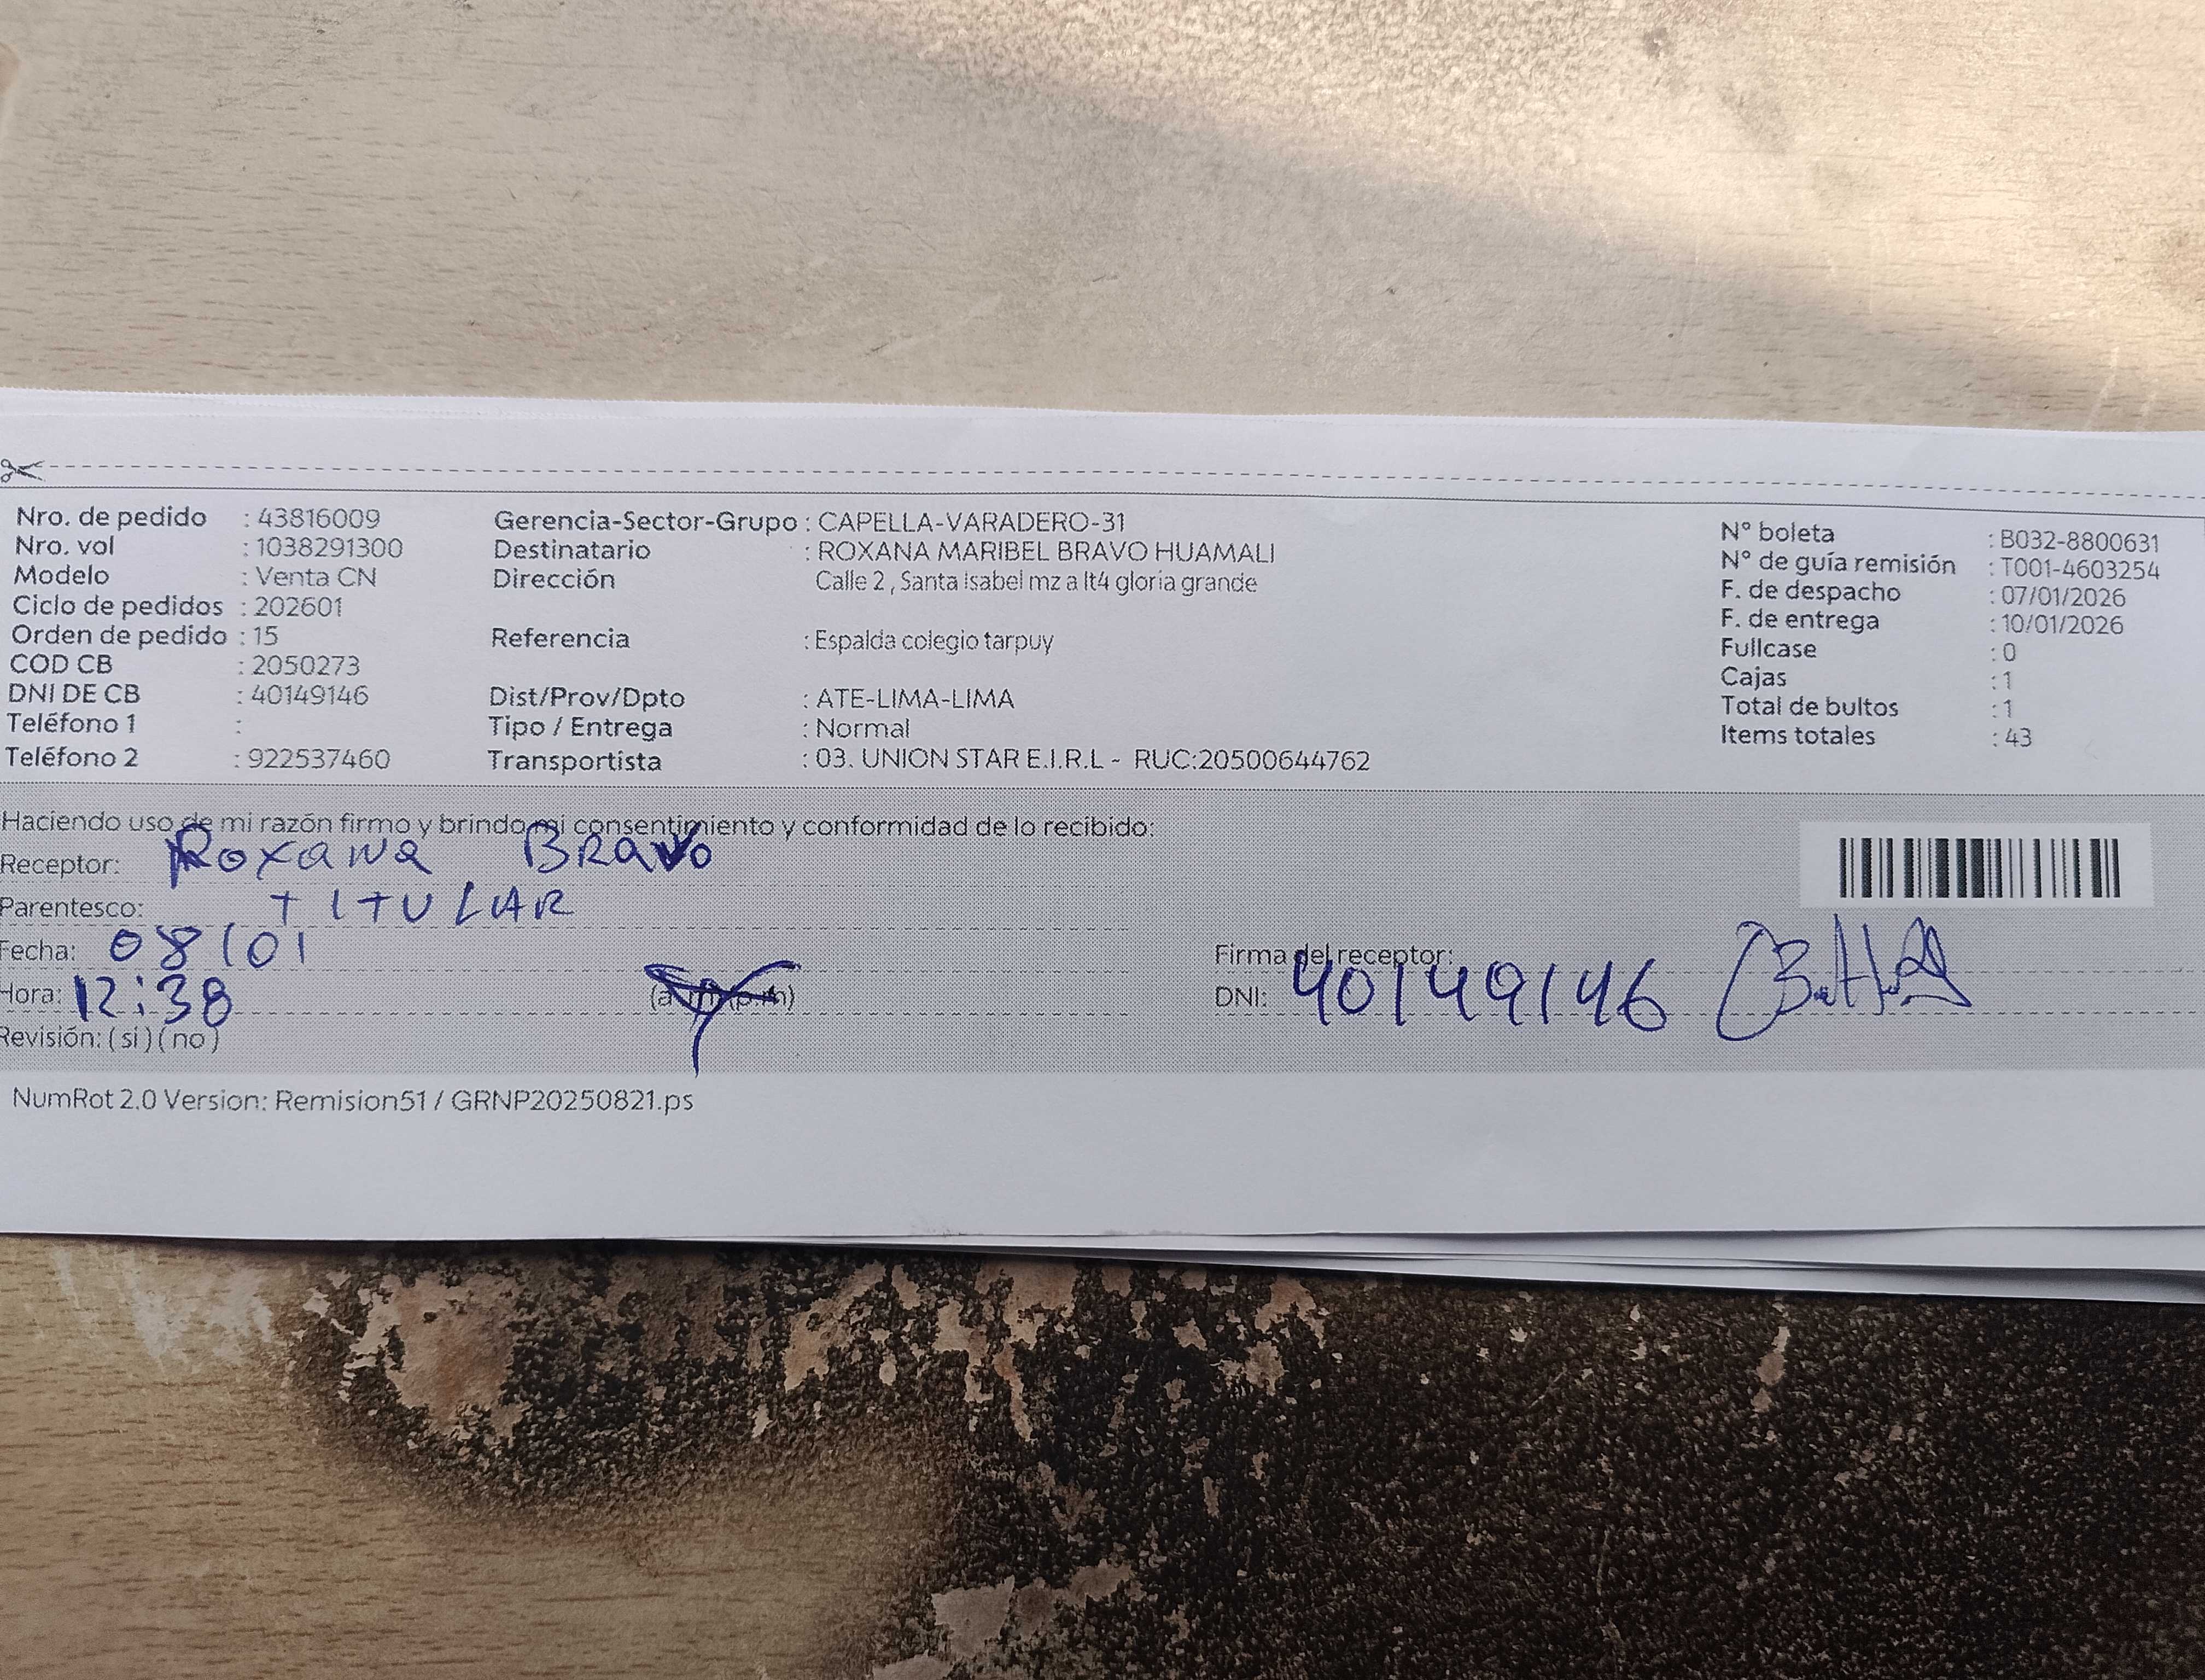 Nro. de pedido : 43816009 Gerencia-Sector-Grupo : CAPELLA-VARADERO-31 N° boleta : B032-8800631
Nro. vol : 1038291300 Destinatario : ROXANA MARIBEL BRAVO HUAMALI N° de guía remisión : T001-4603254
Modelo : Venta CN Dirección Calle 2 , Santa Isabel mz a lt4 gloria grande F. de despacho : 07/01/2026
Ciclo de pedidos : 202601 F. de entrega : 10/01/2026
Orden de pedido : 15 Referencia : Espalda colegio tarpuy Fullcase : 0
COD CB : 2050273 Cajas : 1
DNI DE CB : 40149146 Dist/Prov/Dpto : ATE-LIMA-LIMA Total de bultos : 1
Teléfono 1 : Tipo / Entrega : Normal Items totales : 43
Teléfono 2 : 922537460 Transportista : 03. UNION STAR E.I.R.L - RUC:20500644762
Haciendo uso de mi razón firmo y brindo mi consentimiento y conformidad de lo recibido:
Receptor: Roxana Bravo
Parentesco: TITULAR
Fecha: 08/01 Firma del receptor:
Hora: 12:38 (a.m) (p.m) DNI: 40149146
Revisión: ( si ) ( no )
NumRot 2.0 Version: Remision51 / GRNP20250821.ps